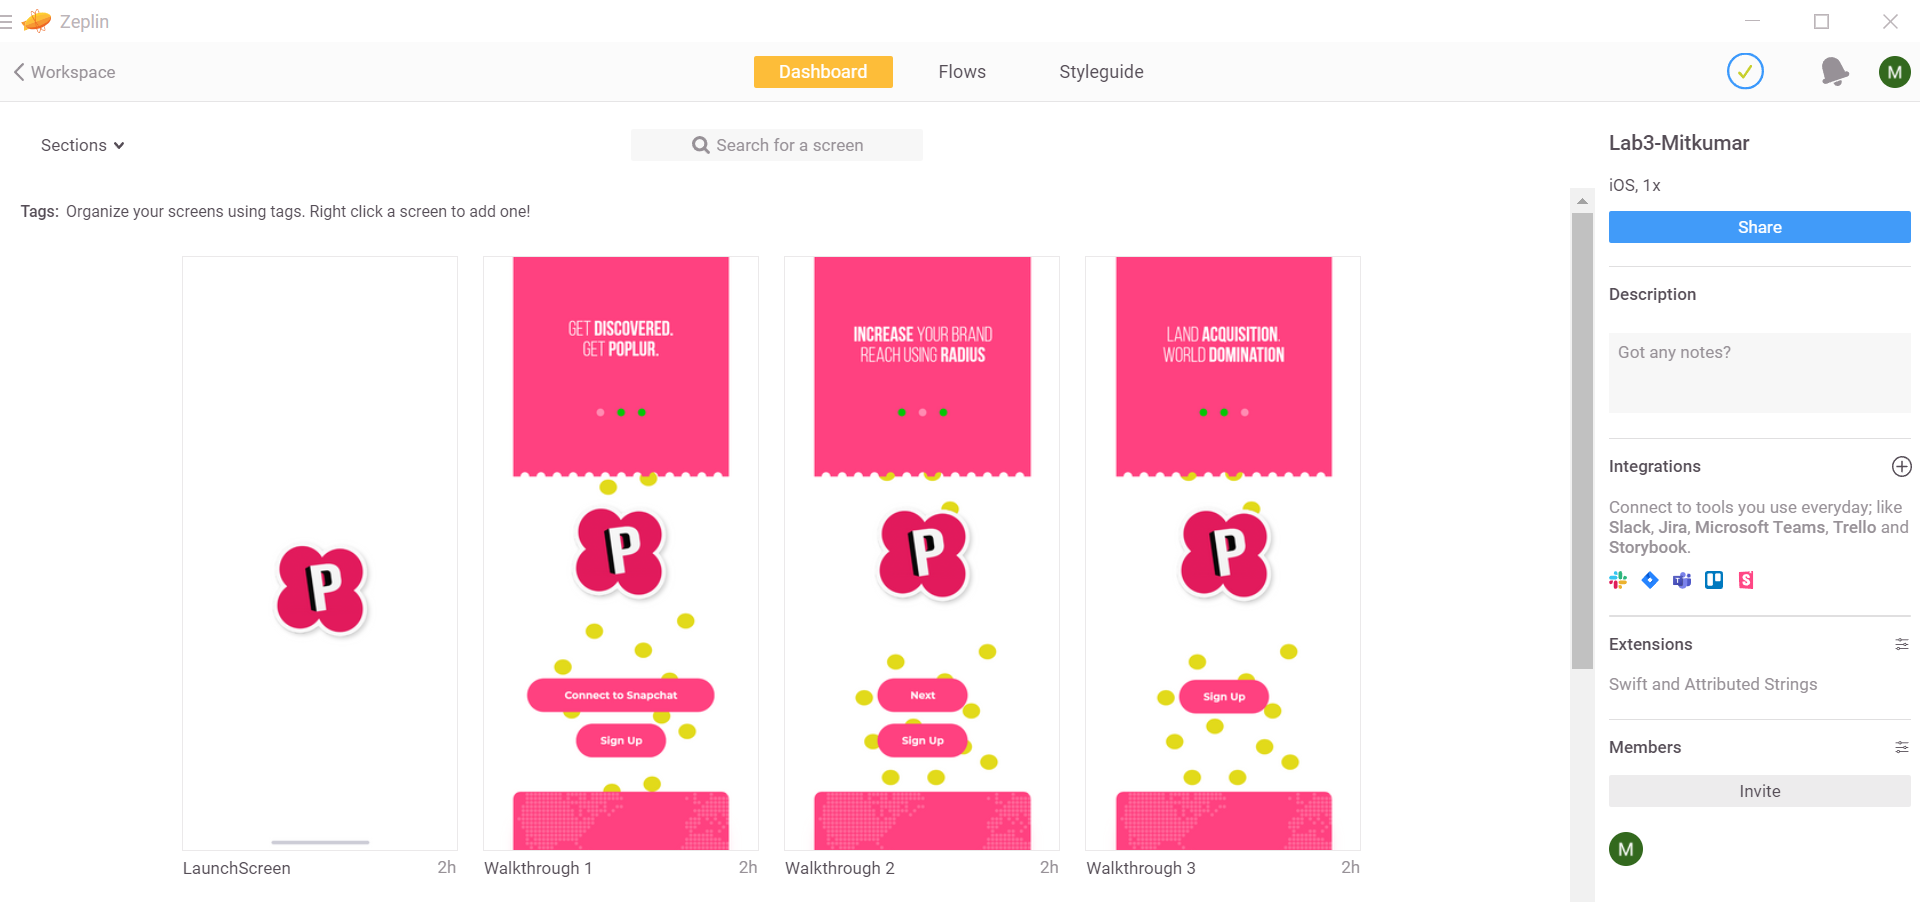 Zeplin
Workspace
Dashboard
Flows
Styleguide
M
Sections
Search for a screen
Tags: Organize your screens using tags. Right click a screen to add one!
P
LaunchScreen 2h
GET DISCOVERED.
GET POPLUR.
P
Connect to Snapchat
Sign Up
Walkthrough 1 2h
INCREASE YOUR BRAND
REACH USING RADIUS
P
Next
Sign Up
Walkthrough 2 2h
LAND ACQUISITION.
WORLD DOMINATION
P
Sign Up
Walkthrough 3 2h
Lab3-Mitkumar
iOS, 1x
Share
Description
Got any notes?
Integrations
Connect to tools you use everyday; like
Slack, Jira, Microsoft Teams, Trello and
Storybook.
Extensions
Swift and Attributed Strings
Members
Invite
M